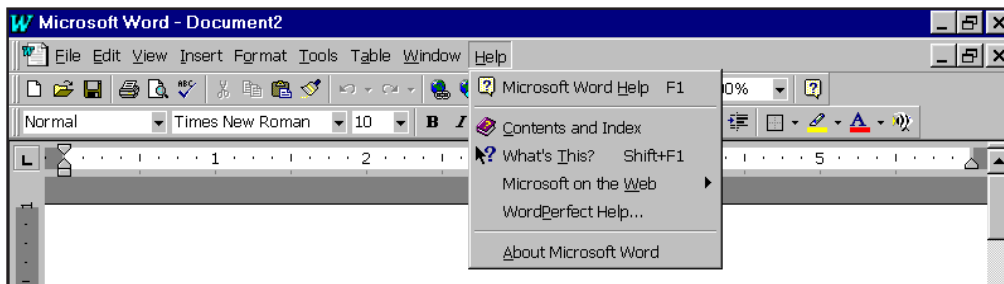 Microsoft Word - Document2
File Edit View Insert Format Tools Table Window Help
Microsoft Word Help F1
0%
Normal Times New Roman 10 B I
Contents and Index
What's This? Shift+F1
1 2 5
Microsoft on the Web
WordPerfect Help...
About Microsoft Word